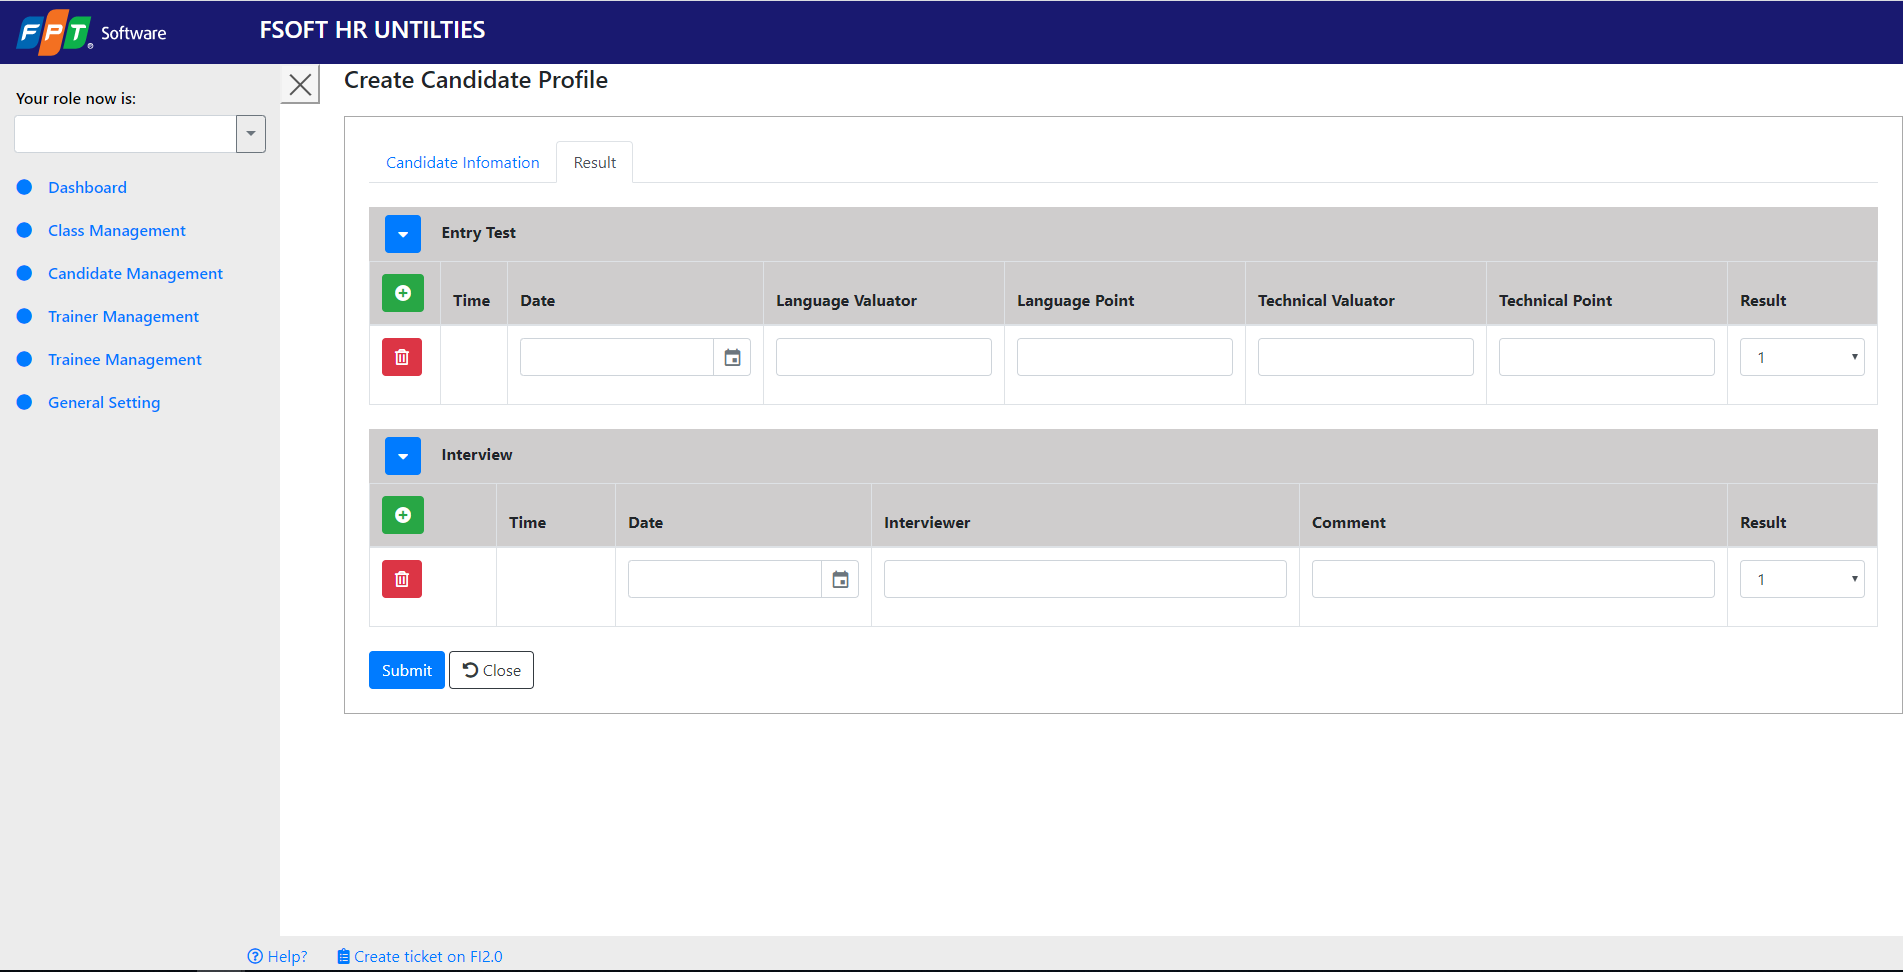 FPT® Software
FSOFT HR UNTILTIES
Create Candidate Profile
Your role now is:
Dashboard
Class Management
Candidate Management
Trainer Management
Trainee Management
General Setting
Candidate Infomation
Result
Entry Test
Time
Date
Language Valuator
Language Point
Technical Valuator
Technical Point
Result
1
Interview
Time
Date
Interviewer
Comment
Result
1
Submit
Close
Help?
Create ticket on FI2.0